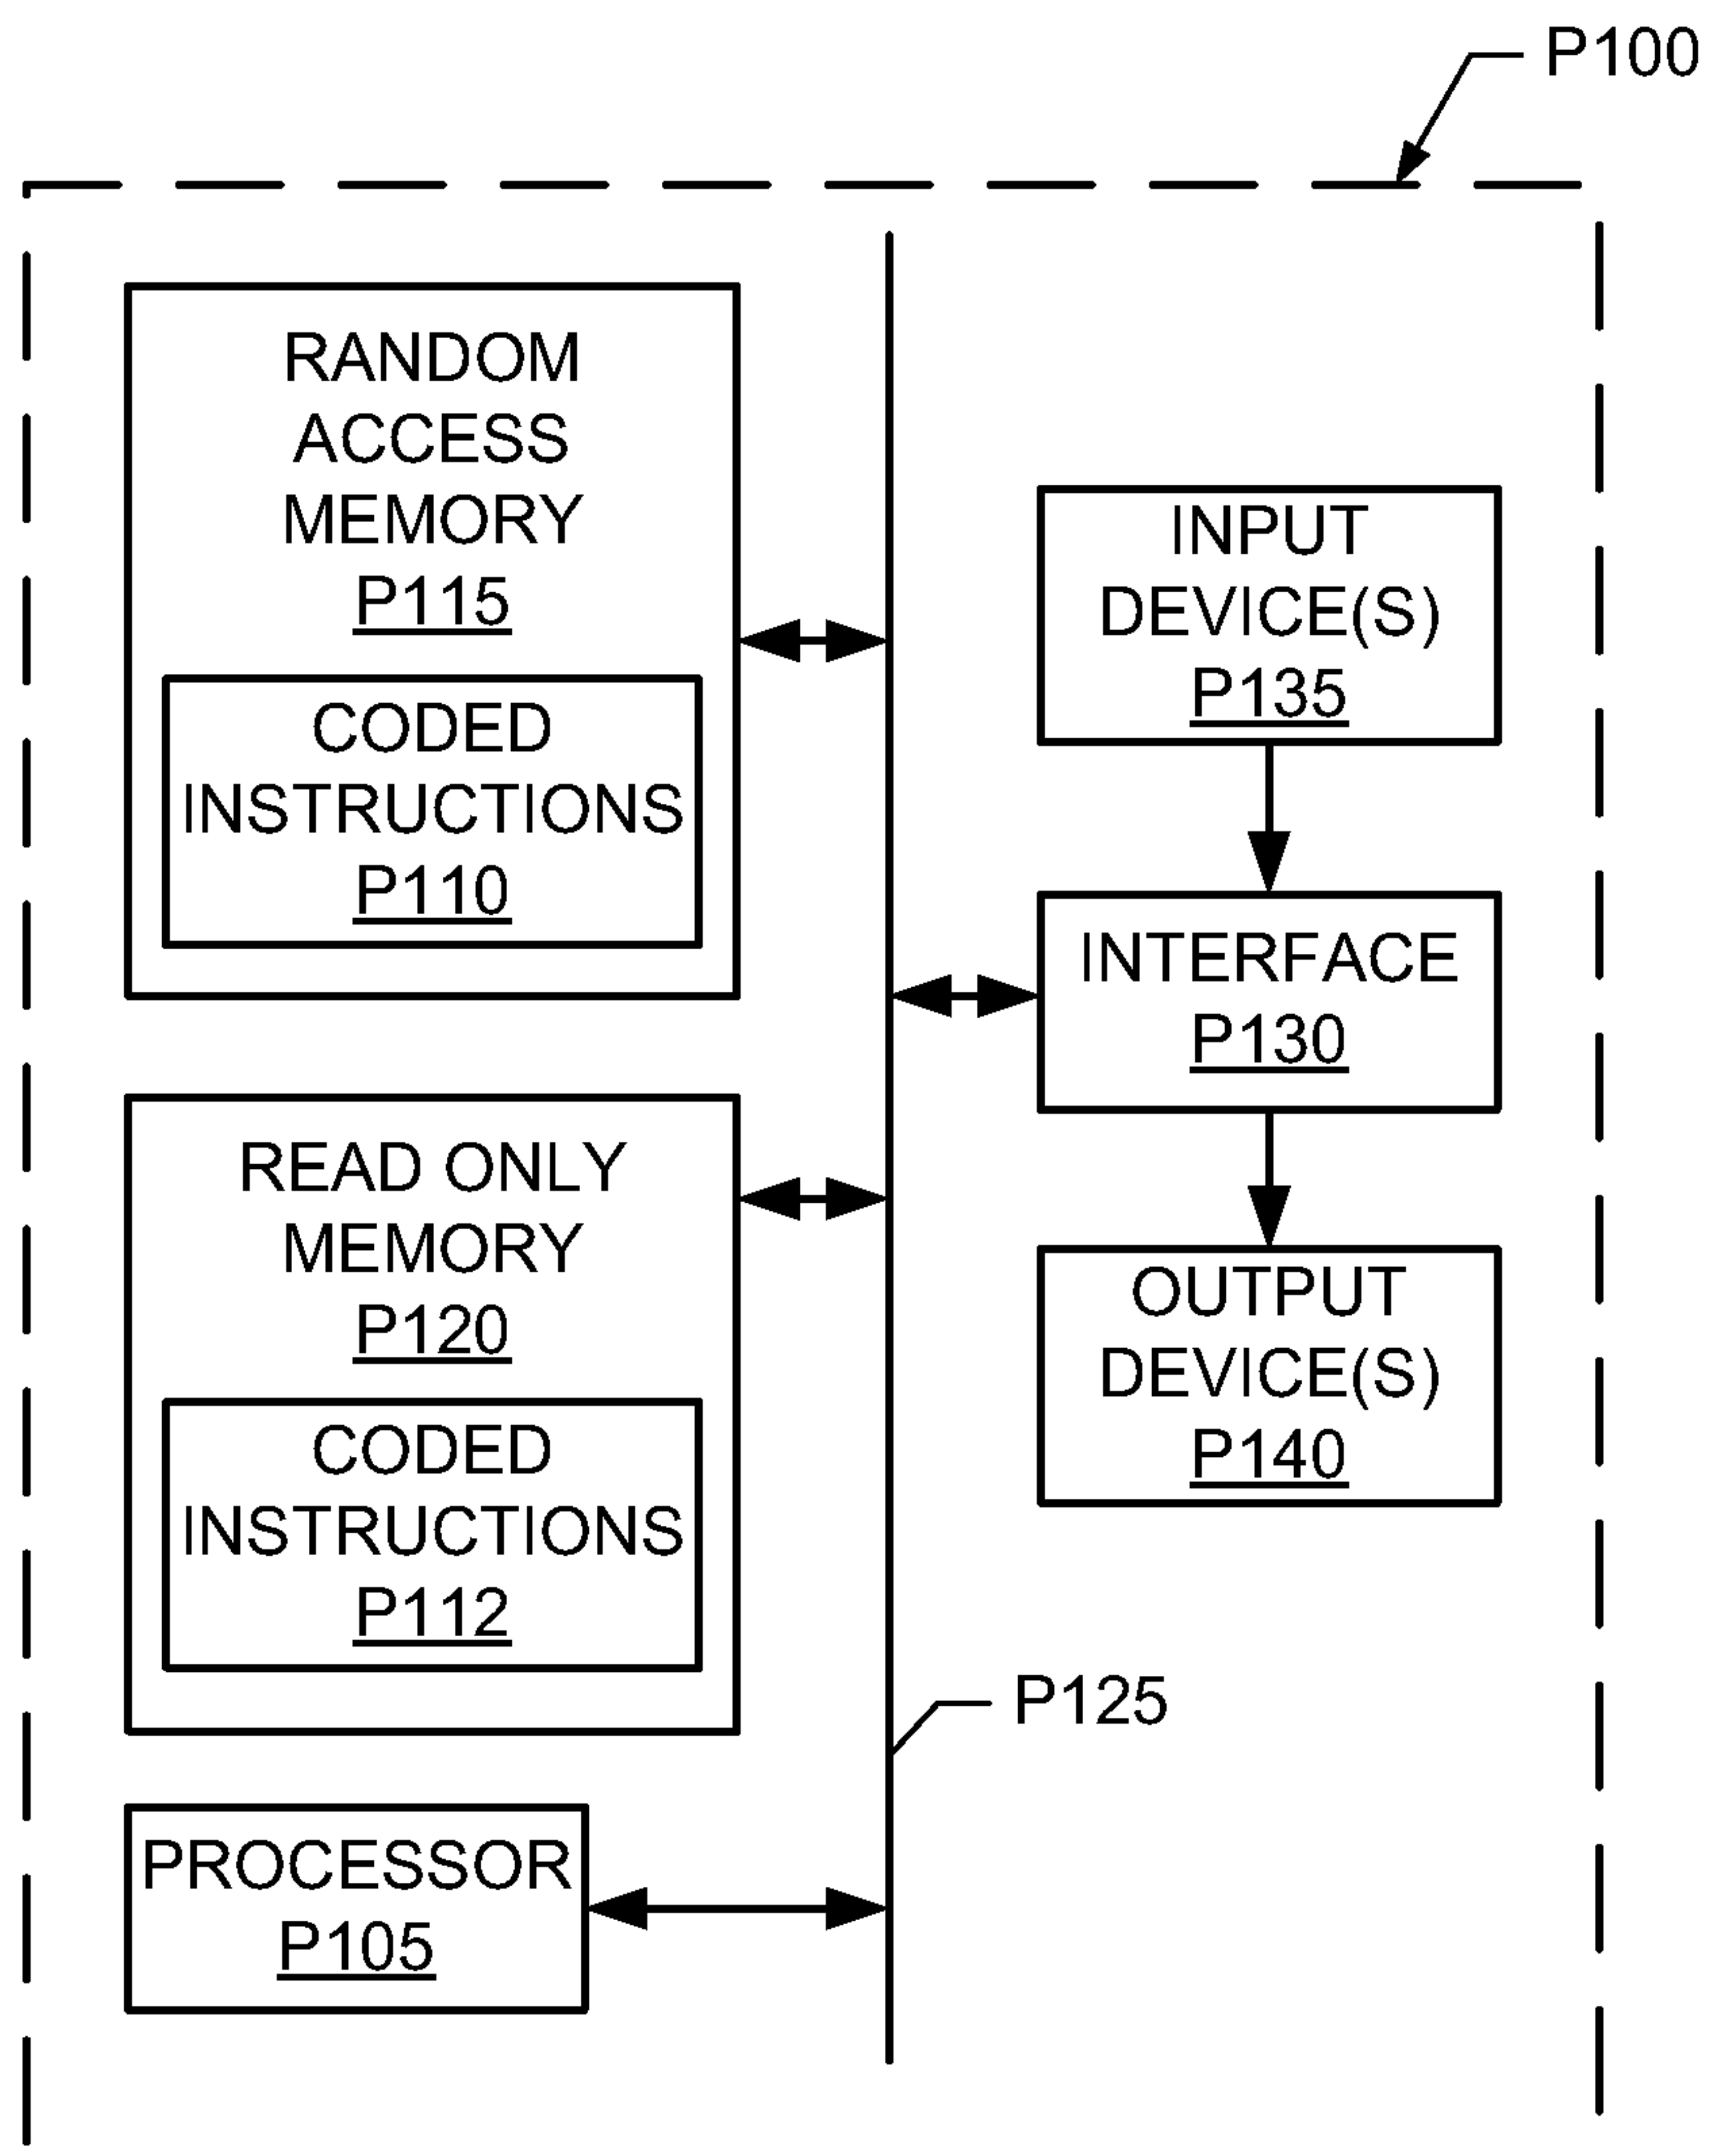 P100
RANDOM
ACCESS
MEMORY
P115
CODED
INSTRUCTIONS
P110
READ ONLY
MEMORY
P120
CODED
INSTRUCTIONS
P112
PROCESSOR
P105
INPUT
DEVICE(S)
P135
INTERFACE
P130
OUTPUT
DEVICE(S)
P140
P125